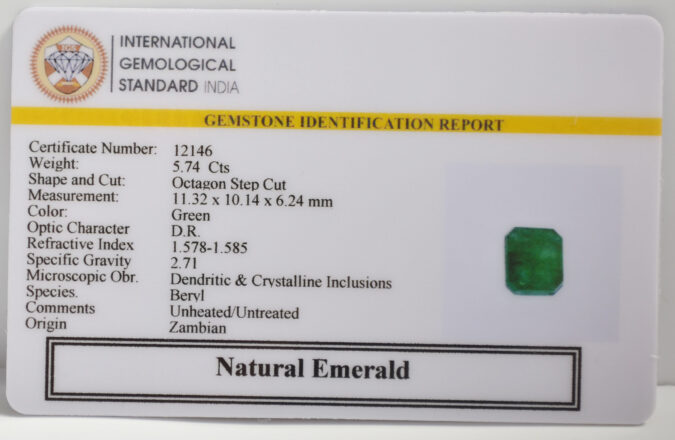 IGS
INTERNATIONAL
GEMOLOGICAL
STANDARD INDIA
GEMSTONE IDENTIFICATION REPORT
Certificate Number: 12146
Weight: 5.74 Cts
Shape and Cut: Octagon Step Cut
Measurement: 11.32 x 10.14 x 6.24 mm
Color: Green
Optic Character D.R.
Refractive Index 1.578-1.585
Specific Gravity 2.71
Microscopic Obr. Dendritic & Crystalline Inclusions
Species. Beryl
Comments Unheated/Untreated
Origin Zambian
Natural Emerald